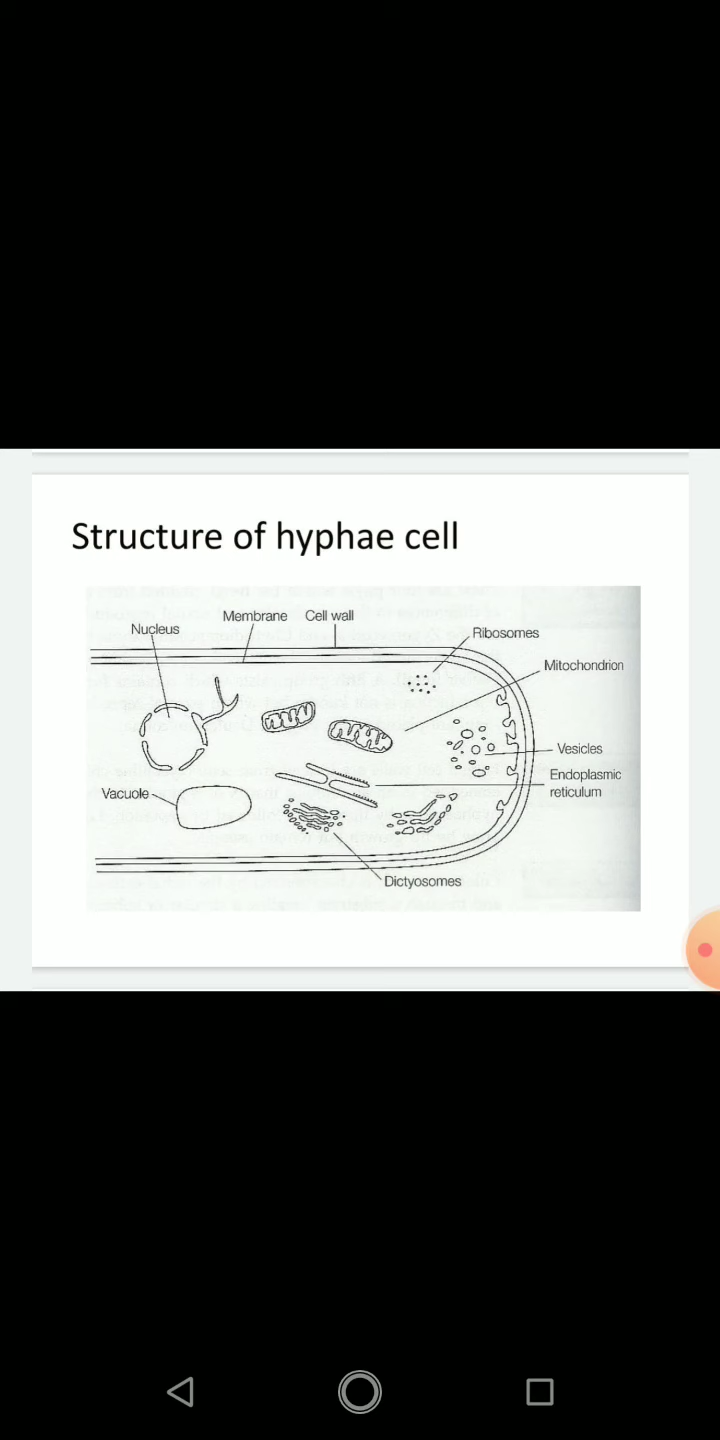 Structure of hyphae cell
Membrane Cell wall
Nucleus
Ribosomes
Mitochondrion
Vesicles
Endoplasmic
reticulum
Vacuole
Dictyosomes